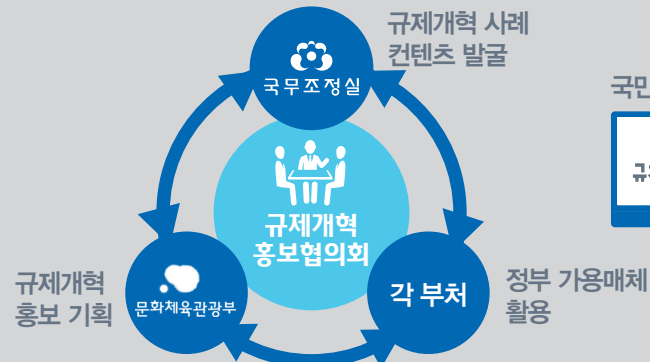 규제개혁 사례
컨텐츠 발굴
국무조정실
국민
규제개혁
홍보협의회
규제개혁
홍보 기획
문화체육관광부
각 부처
정부 가용매체
활용